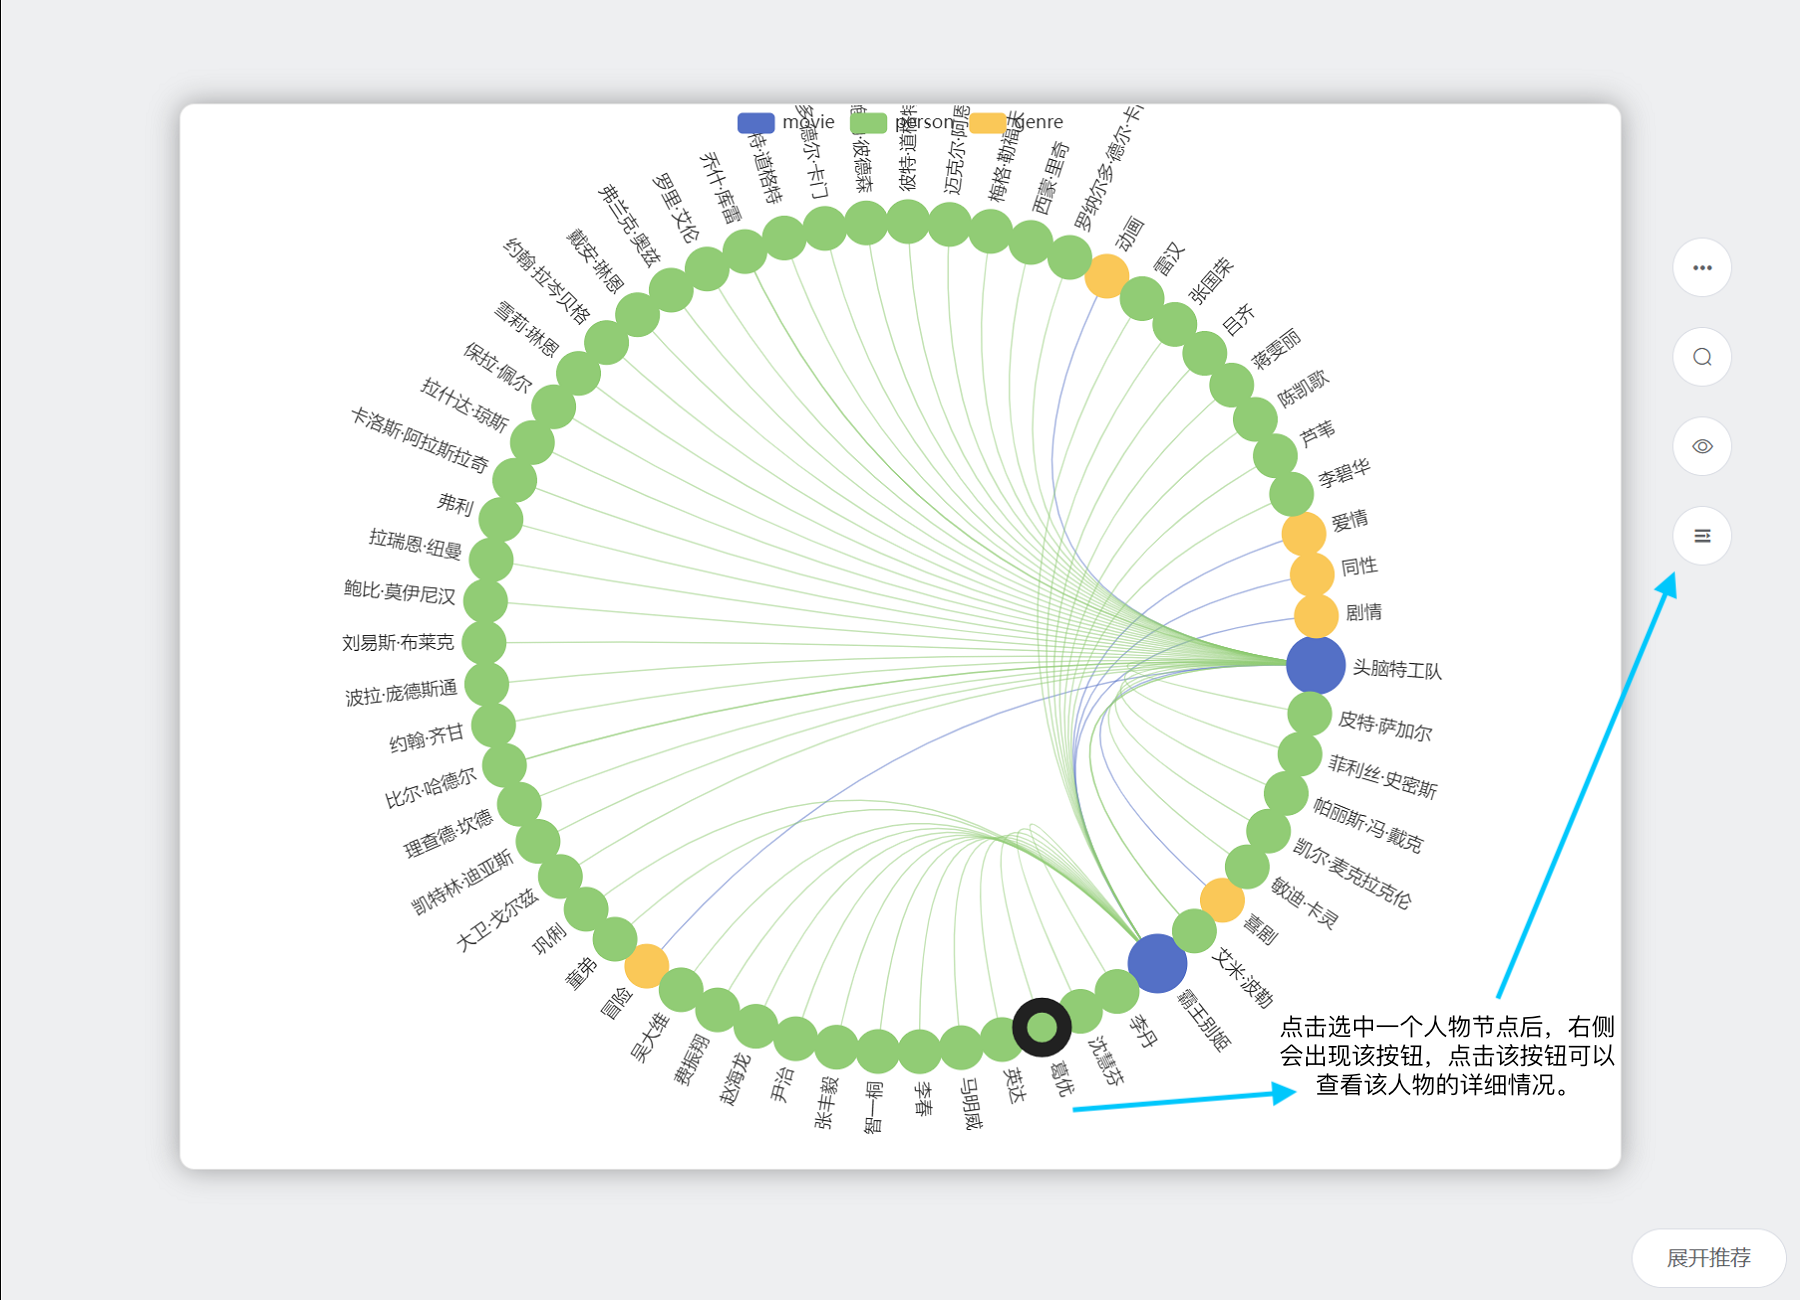 movie
person
genre
特·道格特
多·德尔·卡门
彼德森
彼特·道格特
迈克尔·阿恩
梅格·勒福夫
西蒙·里奇
罗纳尔多·德尔·卡门
动画
雷汉
张国荣
吕齐
蒋雯丽
陈凯歌
芦苇
李碧华
爱情
同性
剧情
头脑特工队
皮特·萨加尔
菲利丝·史密斯
帕丽斯·冯·戴克
凯尔·麦克拉克伦
敏迪·卡灵
喜剧
艾米·波勒
霸王别姬
李丹
沈慧芬
葛优
英达
马明威
李春
智一桐
张丰毅
尹治
赵海龙
费振翔
吴大维
冒险
童弟
巩俐
大卫·戈尔兹
凯特林·迪亚斯
理查德·坎德
比尔·哈德尔
约翰·齐甘
波拉·庞德斯通
刘易斯·布莱克
鲍比·莫伊尼汉
拉瑞恩·纽曼
弗利
卡洛斯·阿拉斯拉奇
拉什达·琼斯
保拉·佩尔
雪莉·琳恩
约翰·拉岑贝格
戴安·琳恩
弗兰克·奥兹
罗里·艾伦
乔什·库雷
点击选中一个人物节点后，右侧
会出现该按钮，点击该按钮可以
查看该人物的详细情况。
展开推荐